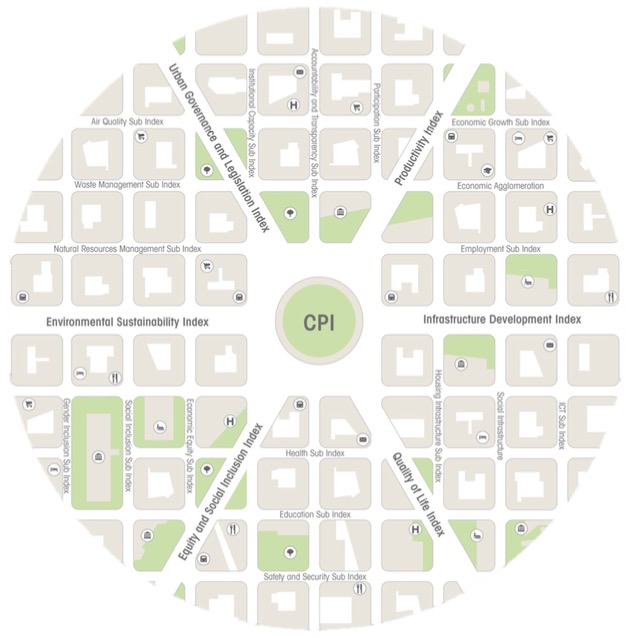 Urban Governance and Legislation Index
Institutional Capacity Sub Index
Accountability and Transparency Sub Index
Participation Sub Index
Productivity Index
Air Quality Sub Index
Economic Growth Sub Index
Waste Management Sub Index
Economic Agglomeration
Natural Resources Management Sub Index
Employment Sub Index
Environmental Sustainability Index
CPI
Infrastructure Development Index
Gender Inclusion Sub Index
Social Inclusion Sub Index
Economic Equity Sub Index
Equity and Social Inclusion Index
Health Sub Index
Education Sub Index
Safety and Security Sub Index
Quality of Life Index
Housing Infrastructure Sub Index
Social Infrastructure
ICT Sub Index
H
H
H
H